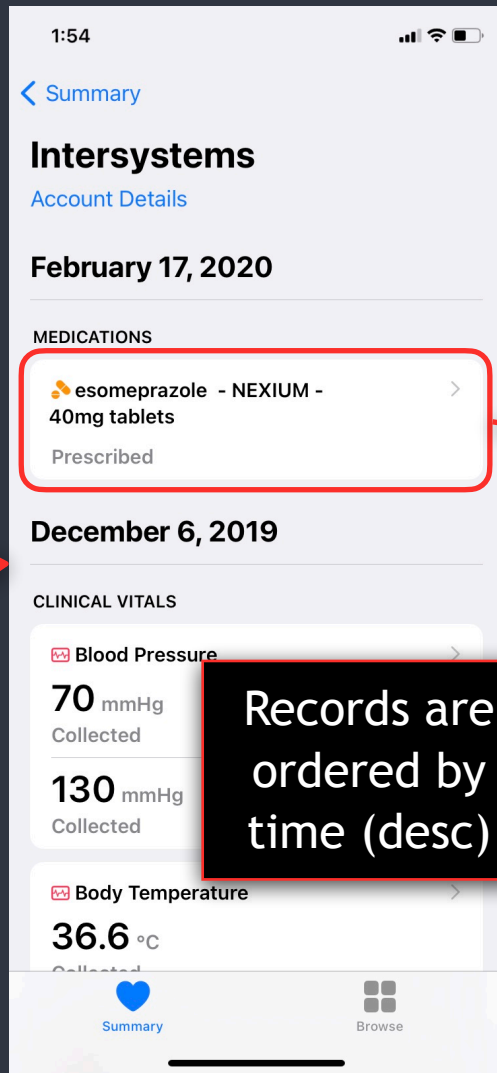 1:54
Summary
Intersystems
Account Details
February 17, 2020
MEDICATIONS
esomeprazole - NEXIUM -
40mg tablets
Prescribed
December 6, 2019
CLINICAL VITALS
Blood Pressure
70 mmHg
Collected
130 mmHg
Collected
Records are
ordered by
time (desc)
Body Temperature
36.6 °C
Collected
Summary
Browse